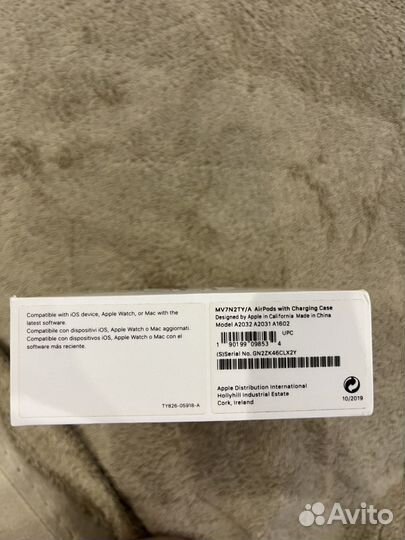 Compatible with iOS device, Apple Watch, or Mac with the
latest software.
Compatibile con dispositivi iOS, Apple Watch o Mac aggiornati.
Compatible con dispositivos iOS, Apple Watch o Mac con el
software más reciente.
TY826-05918-A
MV7N2TY/A AirPods with Charging Case
Designed by Apple in California Made in China
Model A2032 A2031 A1602
UPC
1 90199 09853 4
(S)Serial No. GN2ZK46CLX2Y
Apple Distribution International
Hollyhill Industrial Estate
Cork, Ireland
10/2019
Avito